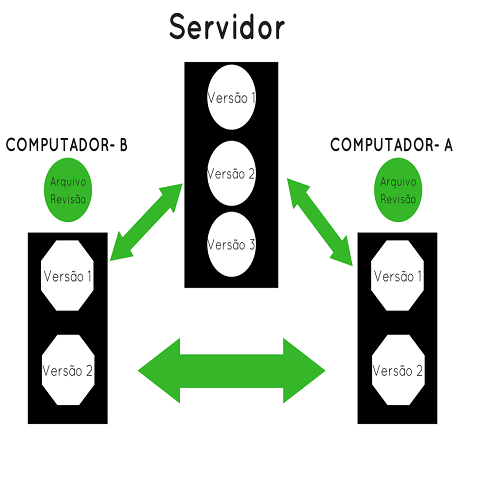 Servidor
Versão 1
Versão 2
Versão 3
COMPUTADOR- B
Arquivo
Revisão
Versão 1
Versão 2
COMPUTADOR- A
Arquivo
Revisão
Versão 1
Versão 2